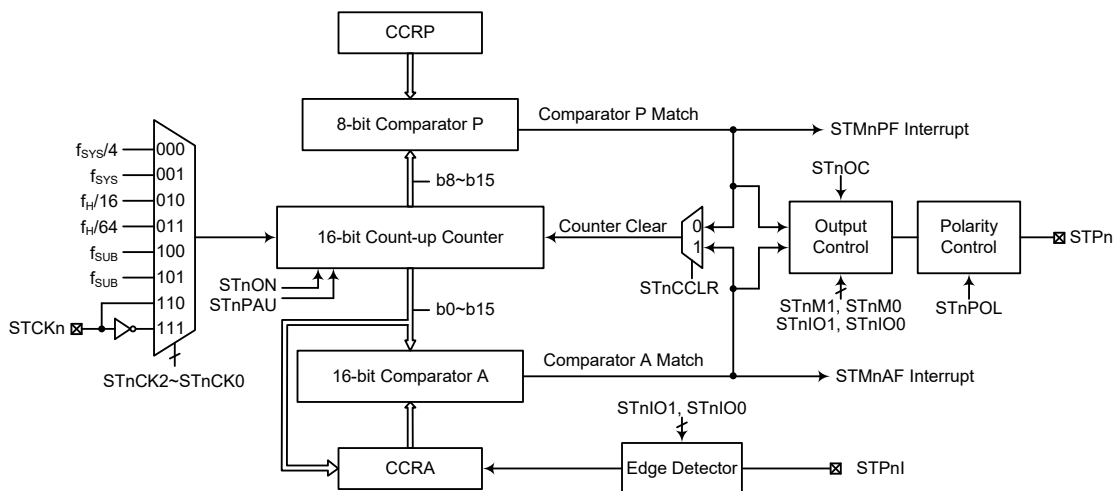 CCRP
8-bit Comparator P
Comparator P Match
STMnPF Interrupt
fSYS/4
000
fSYS
001
fH/16
010
fH/64
011
fSUB
100
fSUB
101
110
111
STCKn
STnCK2~STnCK0
b8~b15
16-bit Count-up Counter
Counter Clear
0
1
STnCCLR
STnON
STnPAU
STnOC
Output
Control
Polarity
Control
STPn
STnM1, STnM0
STnIO1, STnIO0
STnPOL
b0~b15
16-bit Comparator A
Comparator A Match
STMnAF Interrupt
STnIO1, STnIO0
CCRA
Edge Detector
STPnI